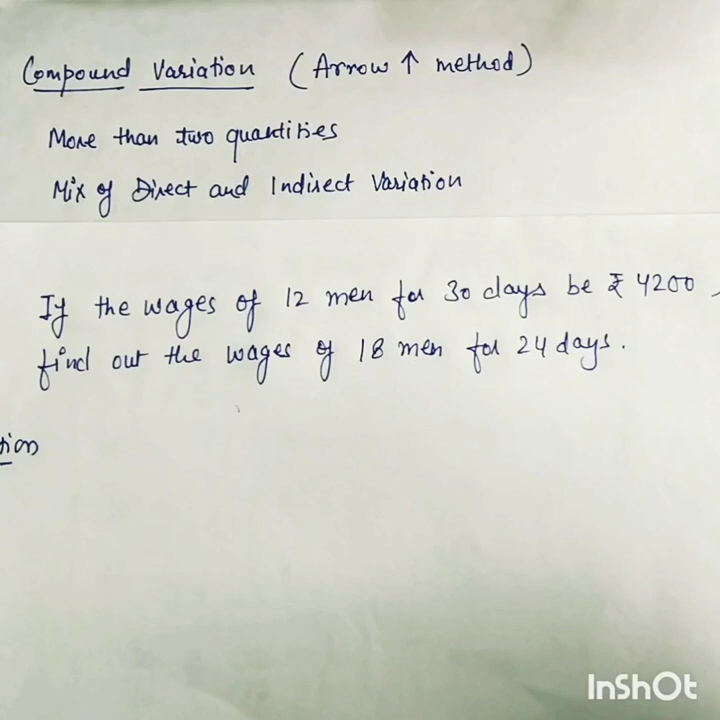 Compound Variation (Arrow ↑ method)
More than two quantities
Mix of Direct and Indirect Variation
If the wages of 12 men for 30 days be ₹ 4200,
find out the wages of 18 men for 24 days.
tion
InShOt